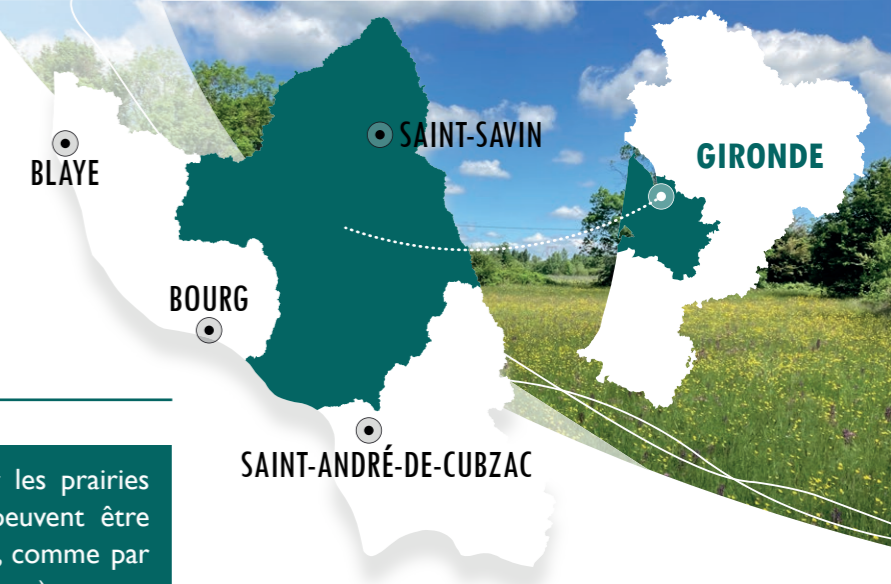 SAINT-SAVIN
BLAYE
GIRONDE
BOURG
SAINT-ANDRÉ-DE-CUBZAC
les prairies
peuvent être
, comme par